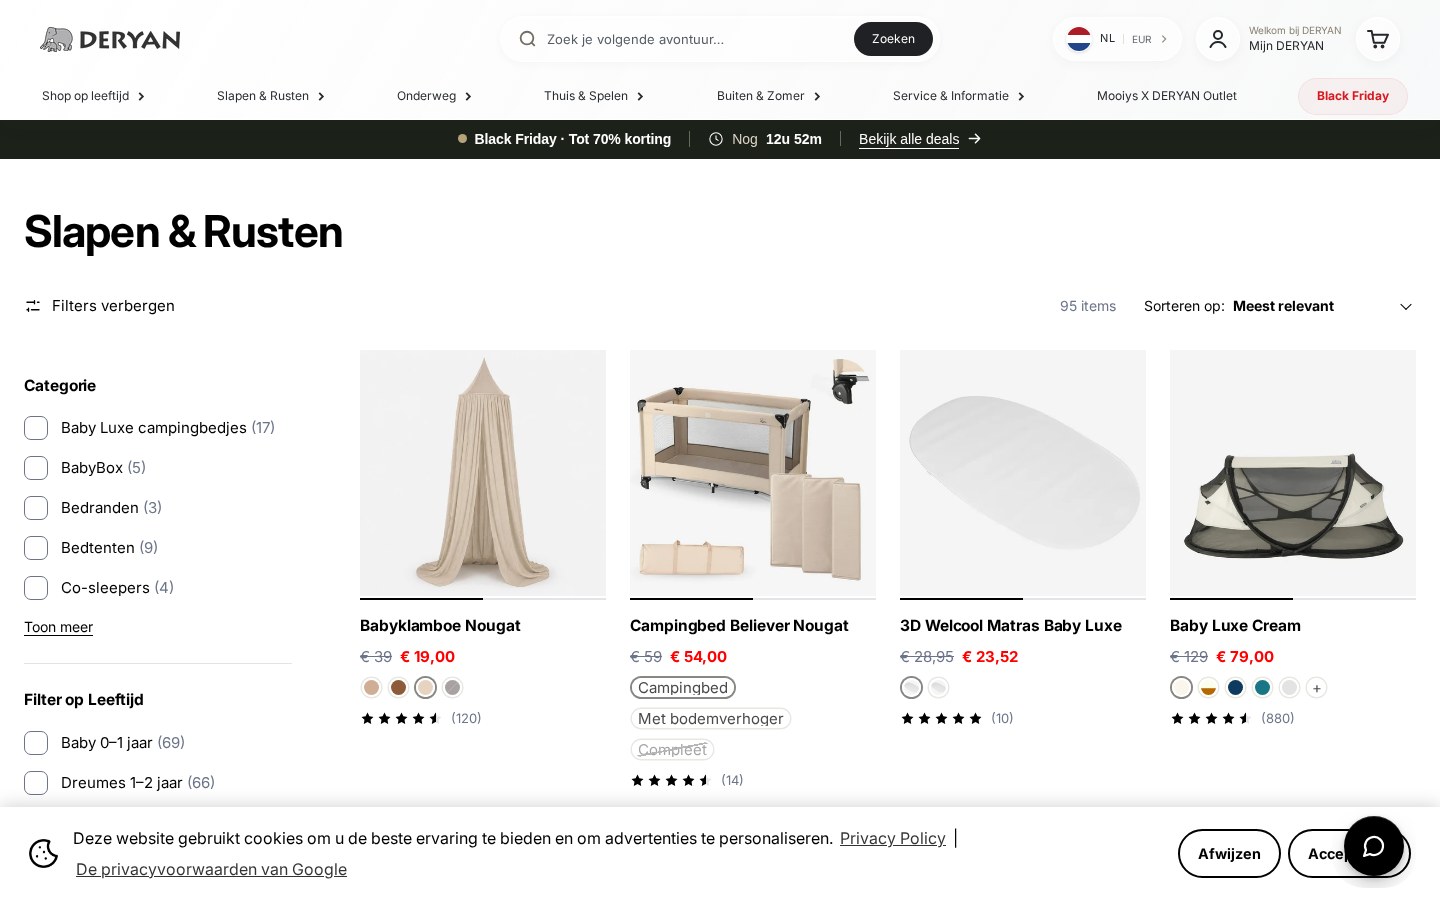 DERYAN
Zoek je volgende avontuur...
Zoeken
NL
EUR
Welkom bij DERYAN
Mijn DERYAN
Shop op leeftijd
Slapen & Rusten
Onderweg
Thuis & Spelen
Buiten & Zomer
Service & Informatie
Mooiys X DERYAN Outlet
Black Friday
Black Friday · Tot 70% korting
Nog 12u 52m
Bekijk alle deals
Slapen & Rusten
Filters verbergen
95 items
Sorteren op: Meest relevant
Categorie
Baby Luxe campingbedjes (17)
BabyBox (5)
Bedranden (3)
Bedtenten (9)
Co-sleepers (4)
Toon meer
Filter op Leeftijd
Baby 0–1 jaar (69)
Dreumes 1–2 jaar (66)
Babyklamboe Nougat
€ 39 € 19,00
(120)
Campingbed Believer Nougat
€ 59 € 54,00
Campingbed
Met bodemverhoger
Compleet
(14)
3D Welcool Matras Baby Luxe
€ 28,95 € 23,52
(10)
Baby Luxe Cream
€ 129 € 79,00
+
(880)
Deze website gebruikt cookies om u de beste ervaring te bieden en om advertenties te personaliseren. Privacy Policy |
De privacyvoorwaarden van Google
Afwijzen